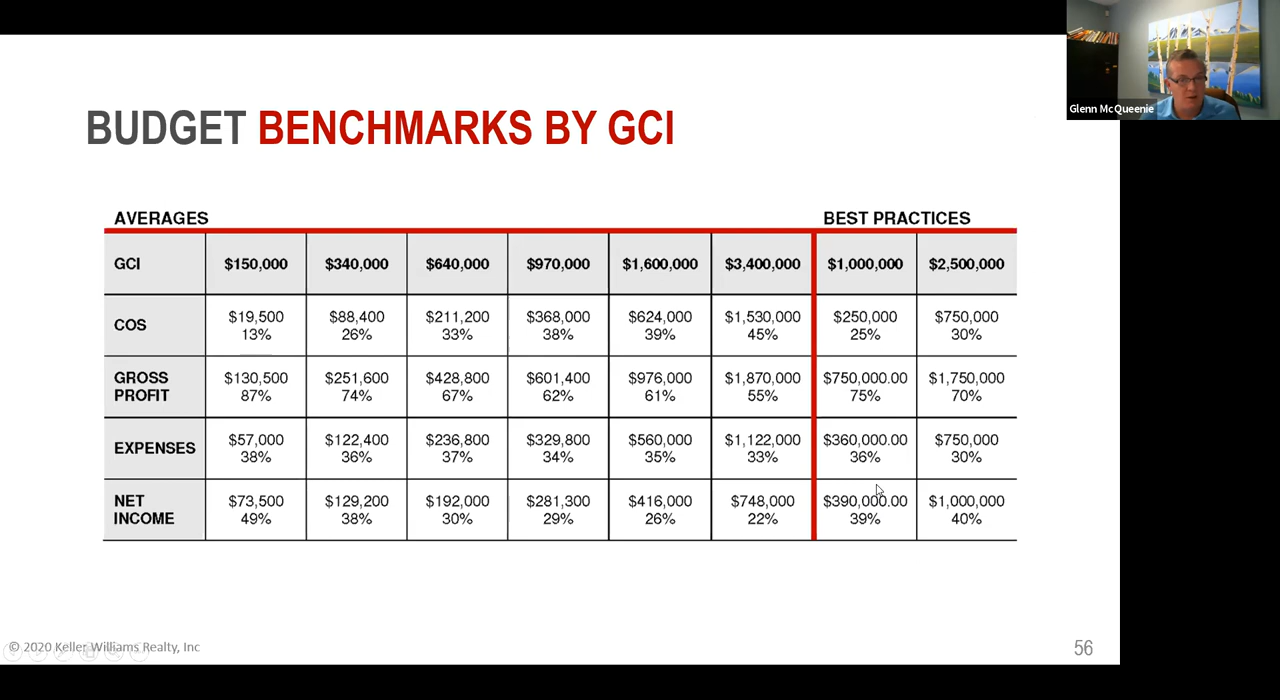 Glenn McQueenie
BUDGET BENCHMARKS BY GCI
AVERAGES BEST PRACTICES
GCI $150,000 $340,000 $640,000 $970,000 $1,600,000 $3,400,000 $1,000,000 $2,500,000
COS $19,500 $88,400 $211,200 $368,000 $624,000 $1,530,000 $250,000 $750,000
13% 26% 33% 38% 39% 45% 25% 30%
GROSS $130,500 $251,600 $428,800 $601,400 $976,000 $1,870,000 $750,000.00 $1,750,000
PROFIT 87% 74% 67% 62% 61% 55% 75% 70%
EXPENSES $57,000 $122,400 $236,800 $329,800 $560,000 $1,122,000 $360,000.00 $750,000
38% 36% 37% 34% 35% 33% 36% 30%
NET $73,500 $129,200 $192,000 $281,300 $416,000 $748,000 $390,000.00 $1,000,000
INCOME 49% 38% 30% 29% 26% 22% 39% 40%
© 2020 Keller Williams Realty, Inc
56